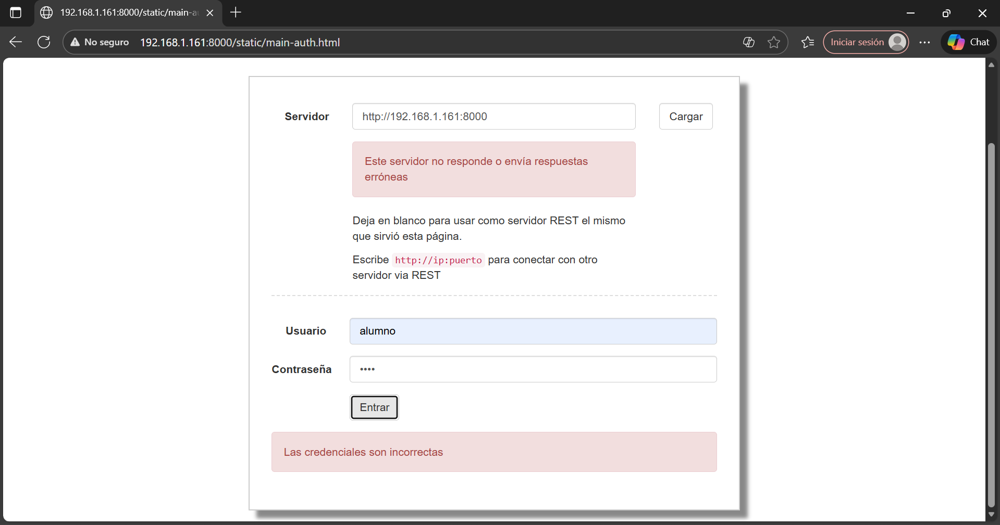 192.168.1.161:8000/static/main-au
No seguro
192.168.1.161:8000/static/main-auth.html
Iniciar sesión
Chat
Servidor
http://192.168.1.161:8000
Cargar
Este servidor no responde o envía respuestas
erróneas
Deja en blanco para usar como servidor REST el mismo
que sirvió esta página.
Escribe http://ip:puerto para conectar con otro
servidor via REST
Usuario
alumno
Contraseña
••••
Entrar
Las credenciales son incorrectas